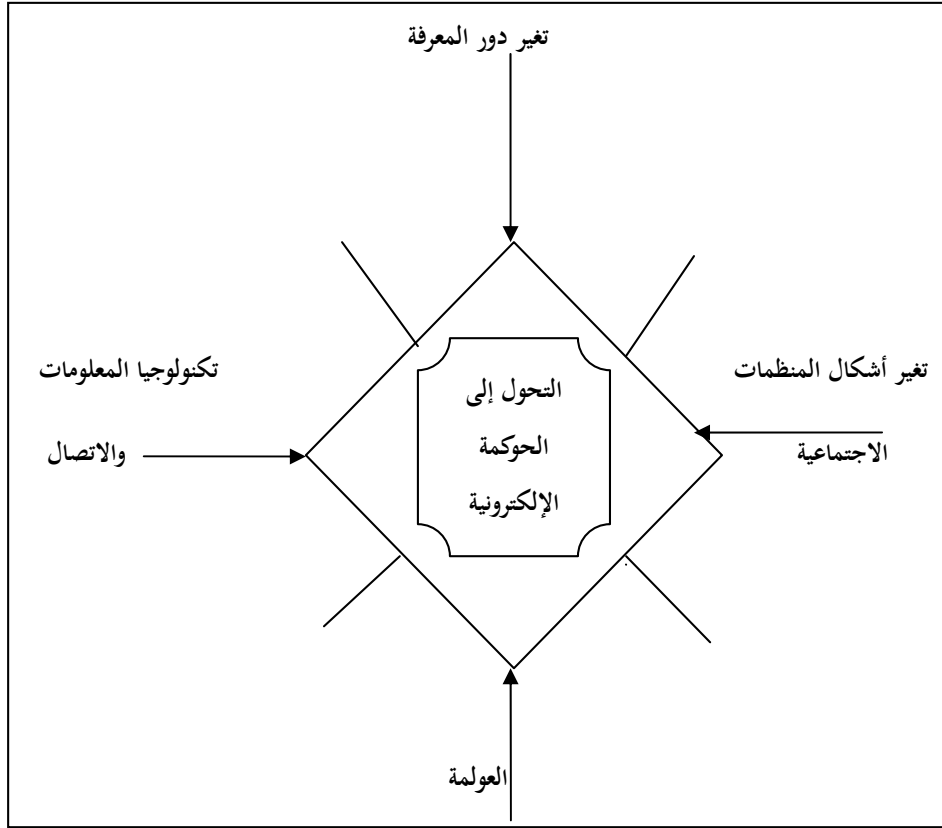 تغير دور المعرفة
تغير أشكال المنظمات
الاجتماعية
التحول إلى
الحوكمة
الإلكترونية
تكنولوجيا المعلومات
والاتصال
العولمة